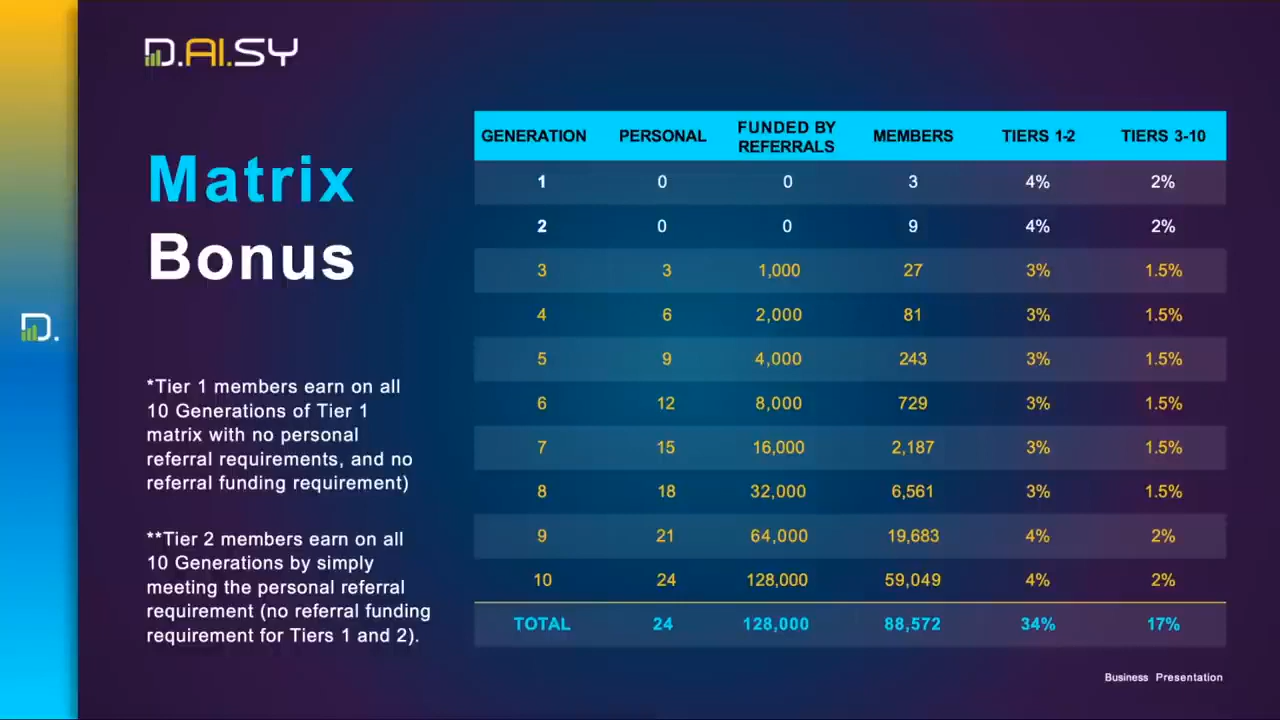 D.AI.SY
Matrix
Bonus
*Tier 1 members earn on all
10 Generations of Tier 1
matrix with no personal
referral requirements, and no
referral funding requirement)
**Tier 2 members earn on all
10 Generations by simply
meeting the personal referral
requirement (no referral funding
requirement for Tiers 1 and 2).
D.
GENERATION PERSONAL FUNDED BY REFERRALS MEMBERS TIERS 1-2 TIERS 3-10
1 0 0 3 4% 2%
2 0 0 9 4% 2%
3 3 1,000 27 3% 1.5%
4 6 2,000 81 3% 1.5%
5 9 4,000 243 3% 1.5%
6 12 8,000 729 3% 1.5%
7 15 16,000 2,187 3% 1.5%
8 18 32,000 6,561 3% 1.5%
9 21 64,000 19,683 4% 2%
10 24 128,000 59,049 4% 2%
TOTAL 24 128,000 88,572 34% 17%
Business Presentation